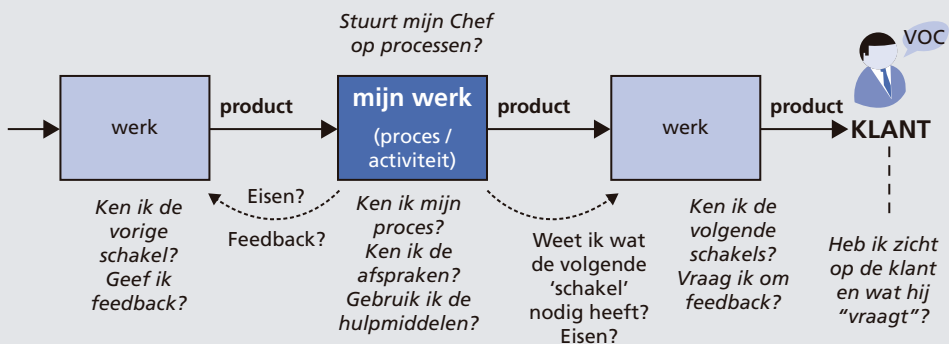 Stuurt mijn Chef
op processen?
VOC
werk
product
mijn werk
(proces /
activiteit)
product
werk
product
KLANT
Eisen?
Feedback?
Ken ik de
vorige
schakel?
Geef ik
feedback?
Ken ik mijn
proces?
Ken ik de
afspraken?
Gebruik ik de
hulpmiddelen?
Weet ik wat
de volgende
‘schakel’
nodig heeft?
Eisen?
Ken ik de
volgende
schakels?
Vraag ik om
feedback?
Heb ik zicht
op de klant
en wat hij
“vraagt”?